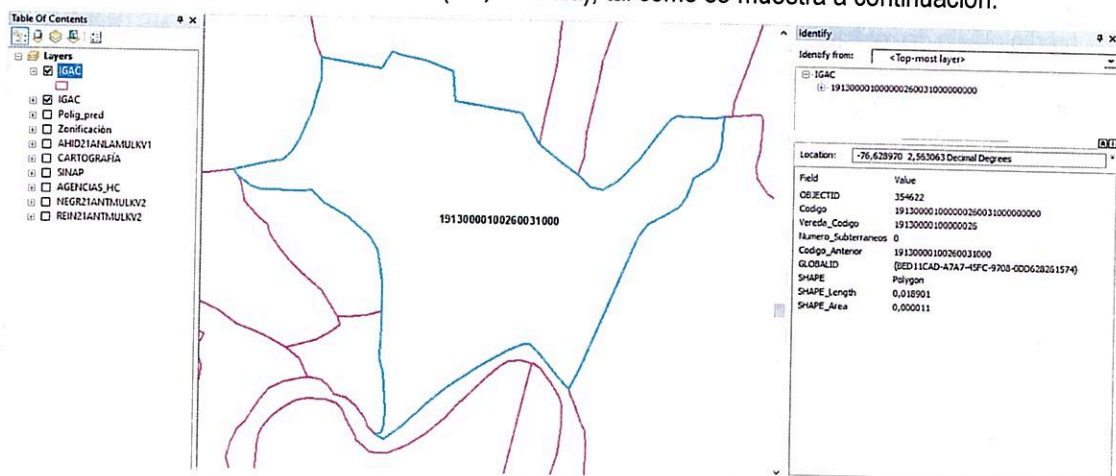 tal como se muestra a continuación:
Table Of Contents
Layers
IGAC
IGAC
Polig_pred
Zonificación
AHID21ANLAMULKV1
CARTOGRAFÍA
SINAP
AGENCIAS_HC
NEGR21ANTMULKV2
REIN21ANTMULKV2
19130000100260031000
Identify
Identify from: <Top-most layer>
IGAC
191300001000000260031000000000
Location: -76,628970 2,563063 Decimal Degrees
Field Value
OBJECTID 354622
Codigo 191300001000000260031000000000
Vereda_Codigo 19130000100000026
Numero_Subterraneos 0
Codigo_Anterior 19130000100260031000
GLOBALID {BED11CAD-A7A7-45FC-9708-0DD628261574}
SHAPE Polygon
SHAPE_Length 0,018901
SHAPE_Area 0,000011